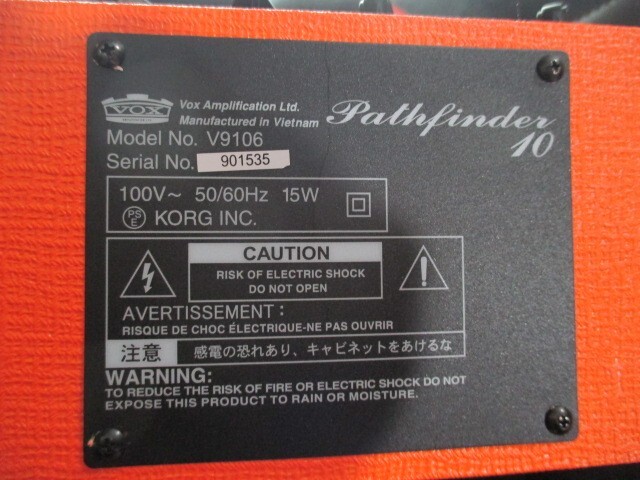 VOX
Vox Amplification Ltd.
Manufactured in Vietnam
Pathfinder
10
Model No. V9106
Serial No. 901535
100V~ 50/60Hz 15W
PS
E
KORG INC.
CAUTION
RISK OF ELECTRIC SHOCK
DO NOT OPEN
AVERTISSEMENT:
RISQUE DE CHOC ÉLECTRIQUE-NE PAS OUVRIR
注意 感電の恐れあり、キャビネットをあけるな
WARNING:
TO REDUCE THE RISK OF FIRE OR ELECTRIC SHOCK DO NOT
EXPOSE THIS PRODUCT TO RAIN OR MOISTURE.